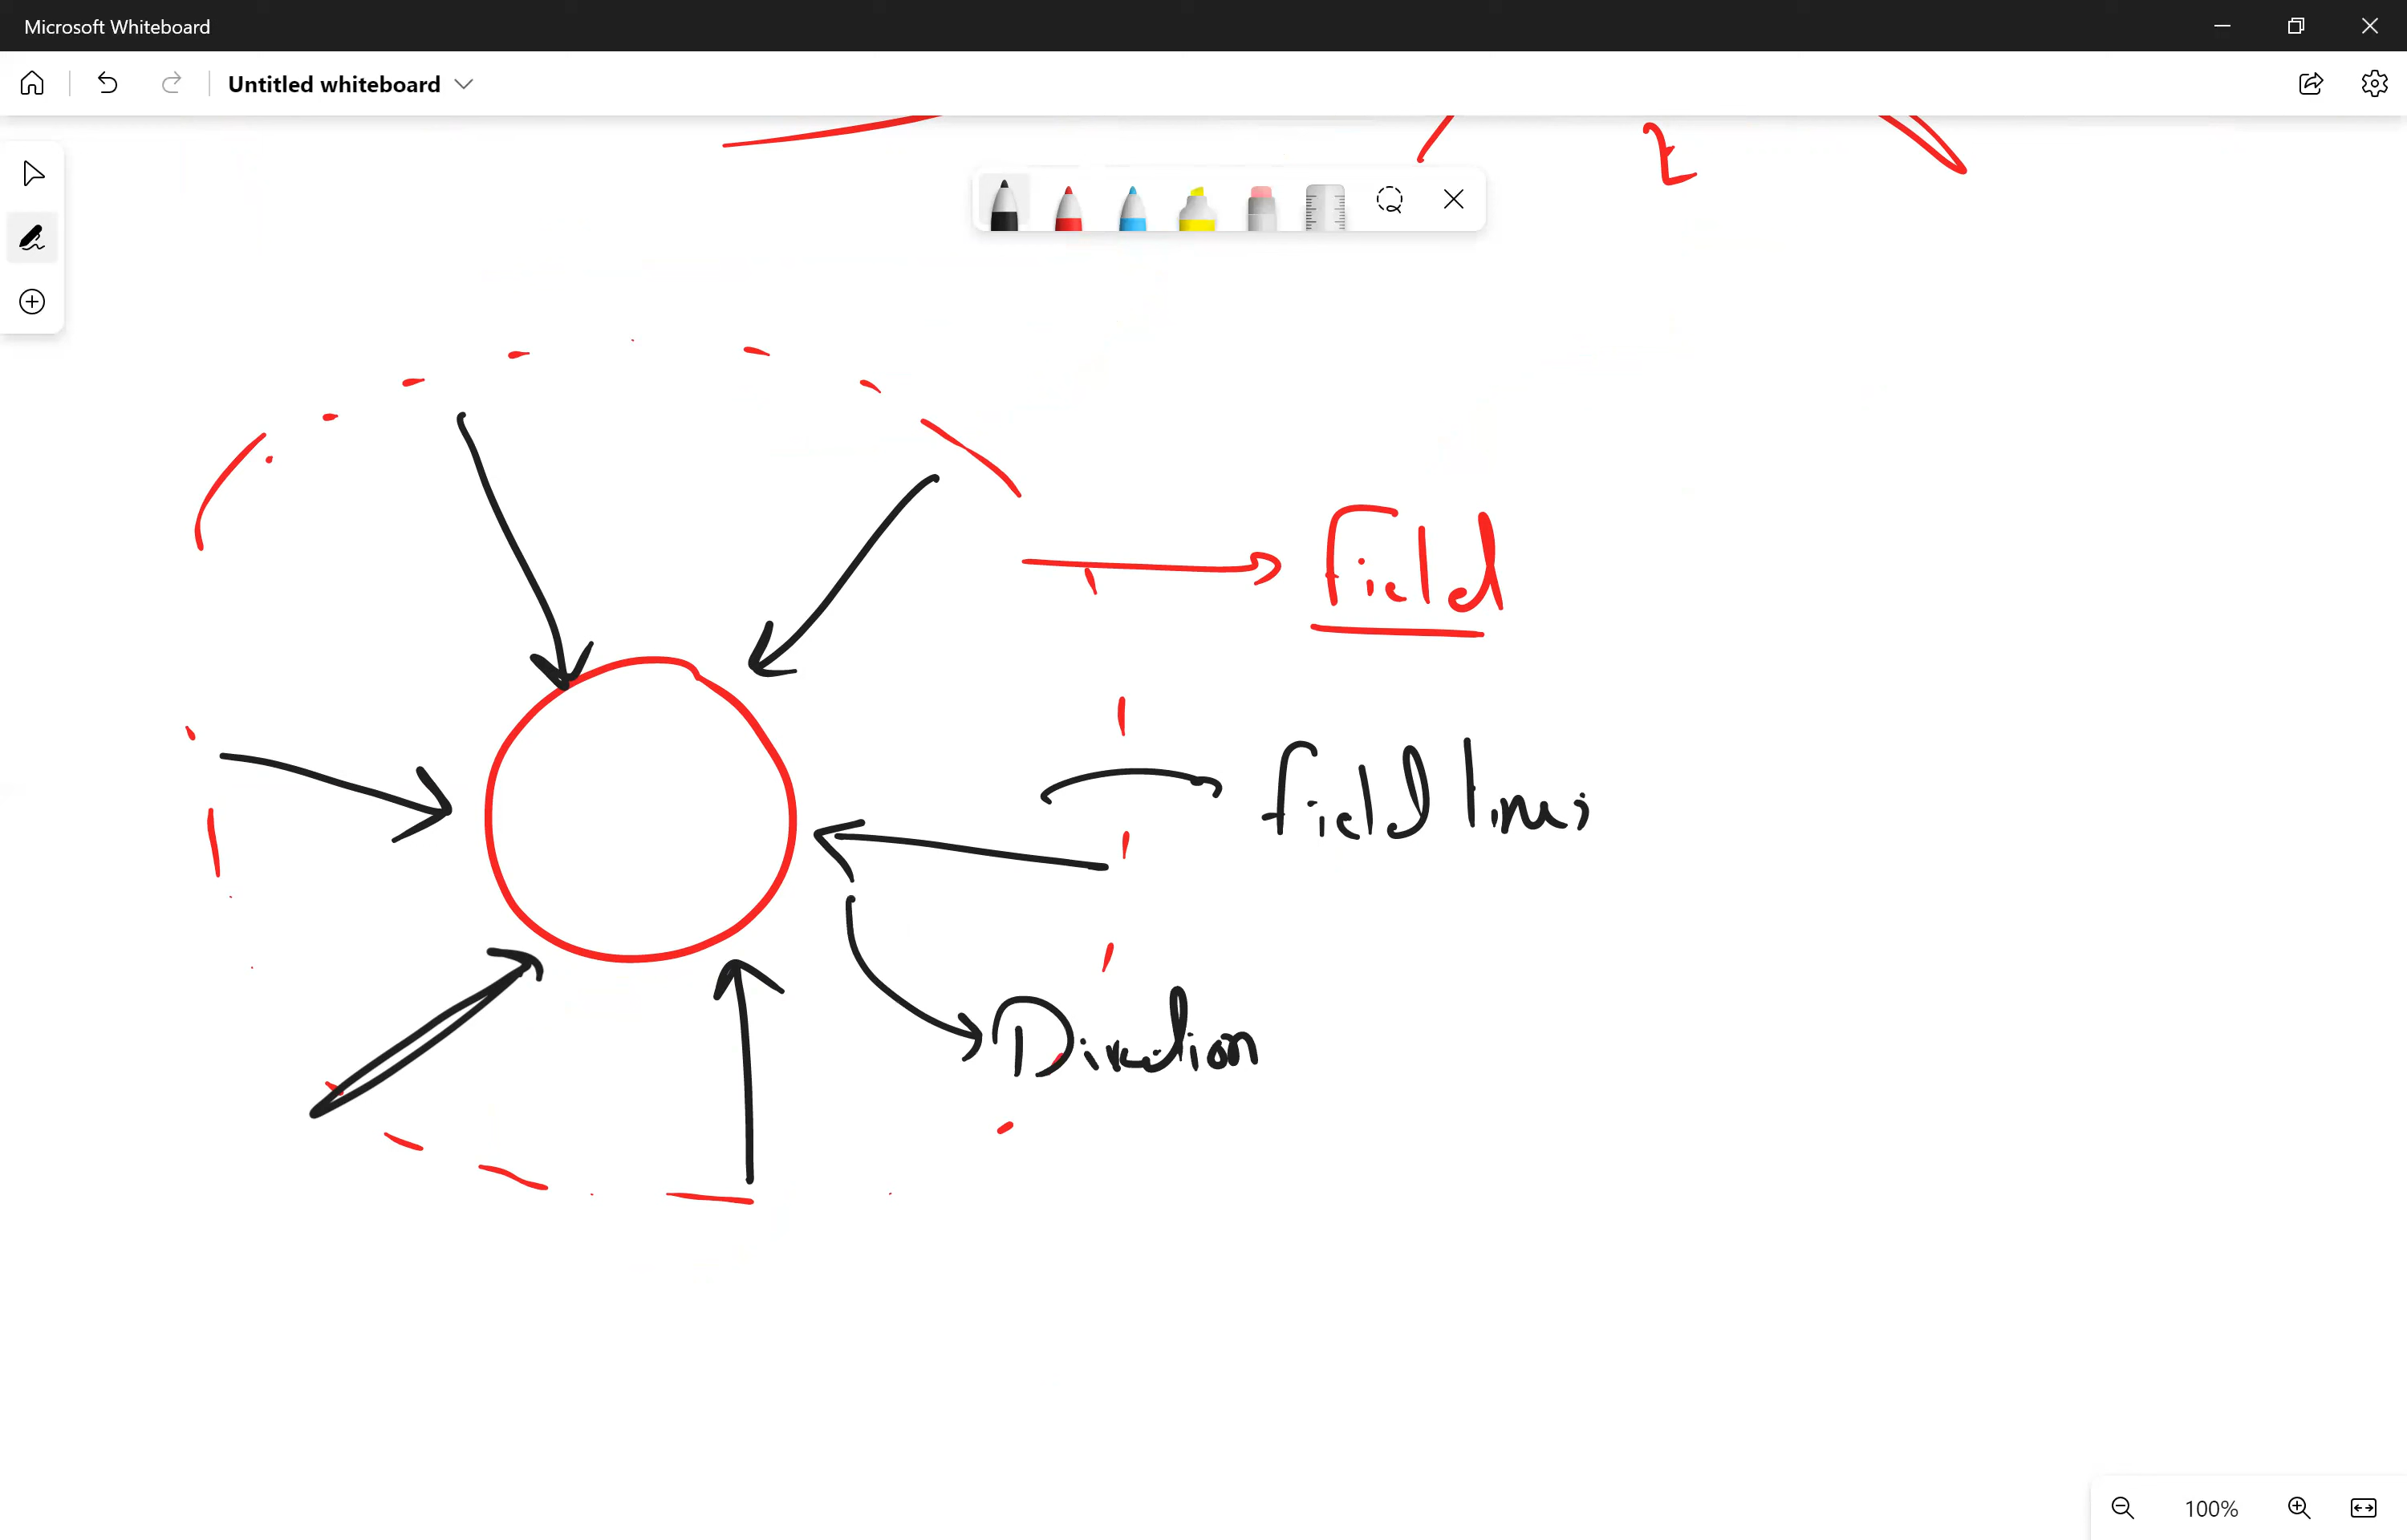 Microsoft Whiteboard
Untitled whiteboard
Field
field lines
Direction
100%